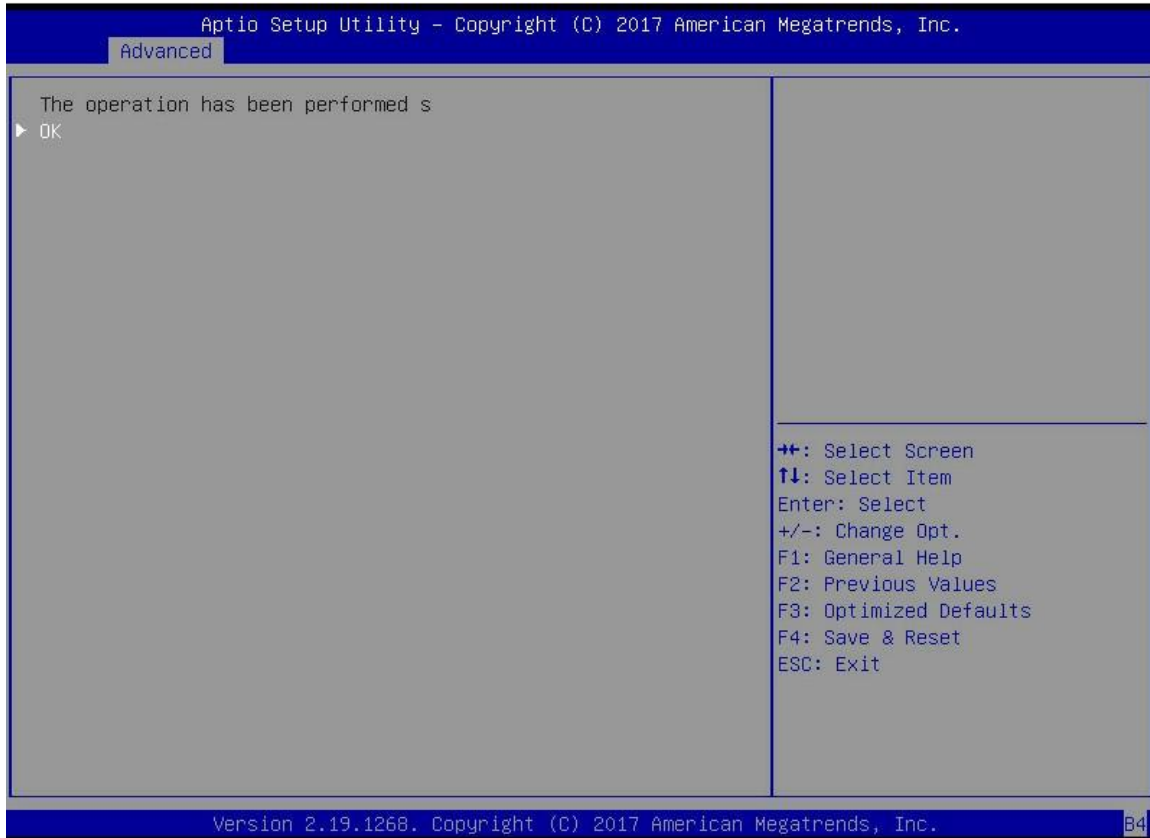 Aptio Setup Utility – Copyright (C) 2017 American Megatrends, Inc.
Advanced
The operation has been performed s
▶ OK
→←: Select Screen
↑↓: Select Item
Enter: Select
+/-: Change Opt.
F1: General Help
F2: Previous Values
F3: Optimized Defaults
F4: Save & Reset
ESC: Exit
Version 2.19.1268. Copyright (C) 2017 American Megatrends, Inc.
B4